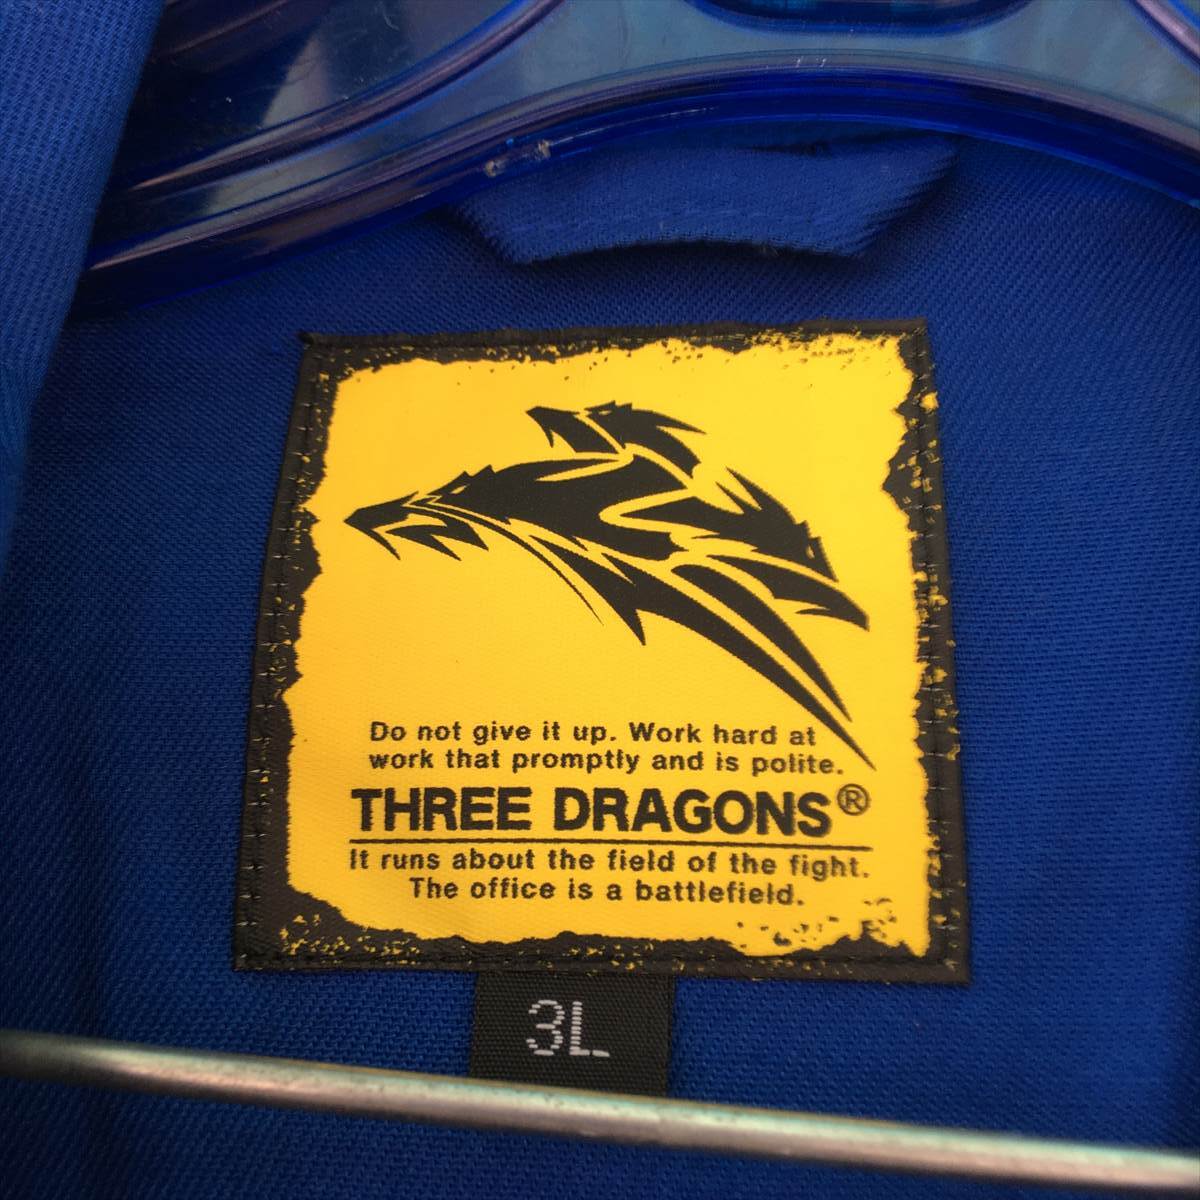 Do not give it up. Work hard at
work that promptly and is polite.
THREE DRAGONS®
It runs about the field of the fight.
The office is a battlefield.
3L